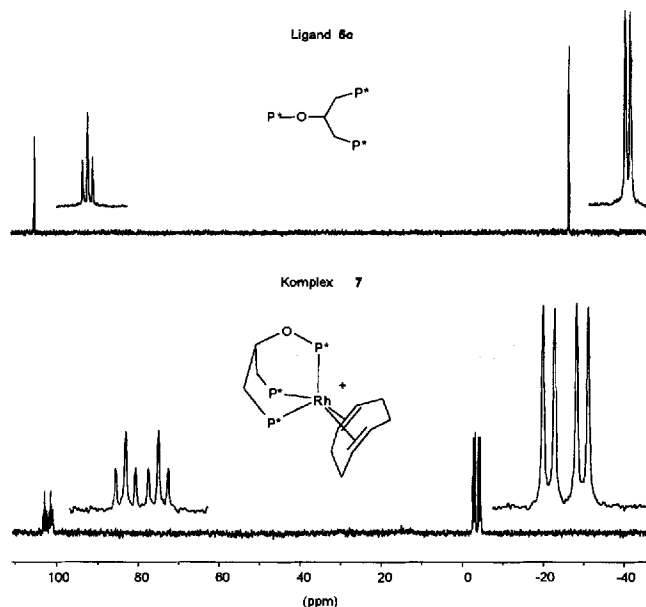 Ligand 6c
P*
P* O
P*
Komplex 7
O
P*
+
P* Rh
P*
100 80 60 40 20 0 -20 -40
(ppm)